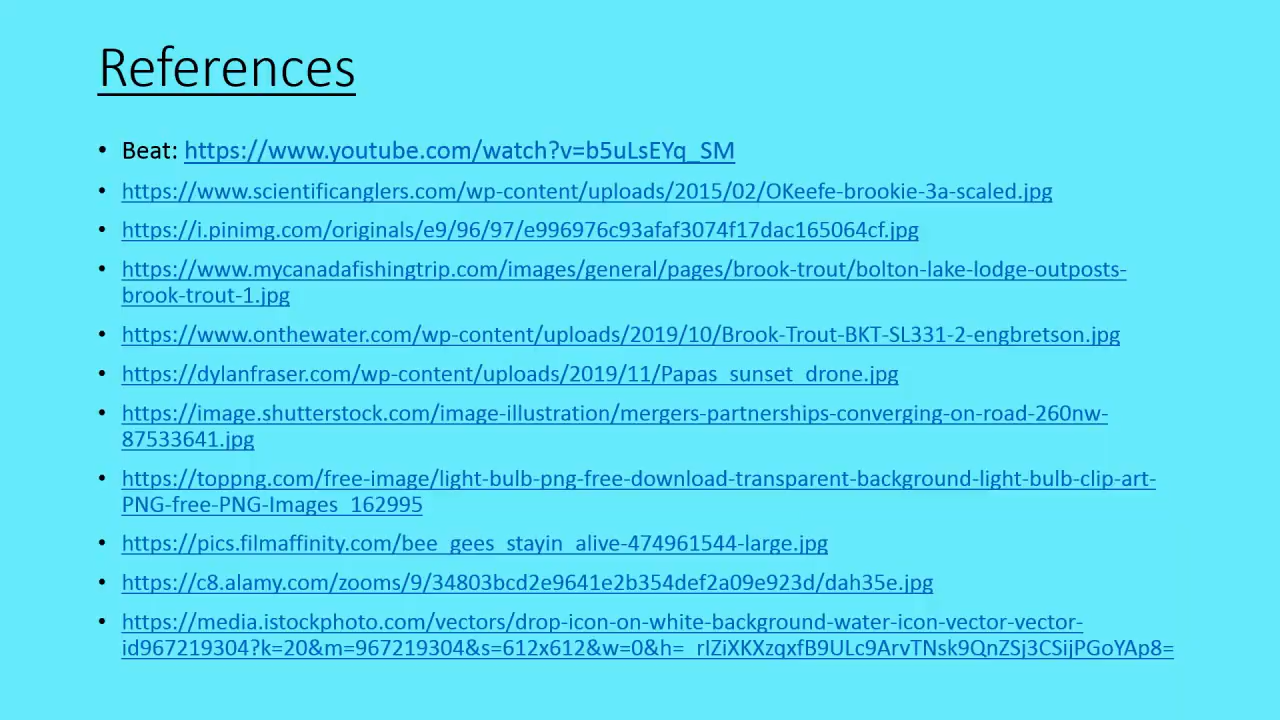 References
• Beat: https://www.youtube.com/watch?v=b5uLsEYq_SM
• https://www.scientificanglers.com/wp-content/uploads/2015/02/OKeefe-brookie-3a-scaled.jpg
• https://i.pinimg.com/originals/e9/96/97/e996976c93afaf3074f17dac165064cf.jpg
• https://www.mycanadafishingtrip.com/images/general/pages/brook-trout/bolton-lake-lodge-outposts-
brook-trout-1.jpg
• https://www.onthewater.com/wp-content/uploads/2019/10/Brook-Trout-BKT-SL331-2-engbretson.jpg
• https://dylanfraser.com/wp-content/uploads/2019/11/Papas_sunset_drone.jpg
• https://image.shutterstock.com/image-illustration/mergers-partnerships-converging-on-road-260nw-
87533641.jpg
• https://toppng.com/free-image/light-bulb-png-free-download-transparent-background-light-bulb-clip-art-
PNG-free-PNG-Images_162995
• https://pics.filmaffinity.com/bee_gees_stayin_alive-474961544-large.jpg
• https://c8.alamy.com/zooms/9/34803bcd2e9641e2b354def2a09e923d/dah35e.jpg
• https://media.istockphoto.com/vectors/drop-icon-on-white-background-water-icon-vector-vector-
id967219304?k=20&m=967219304&s=612x612&w=0&h=_rIZiXKXzqxfB9ULc9ArvTNsk9QnZSj3CSijPGoYAp8=